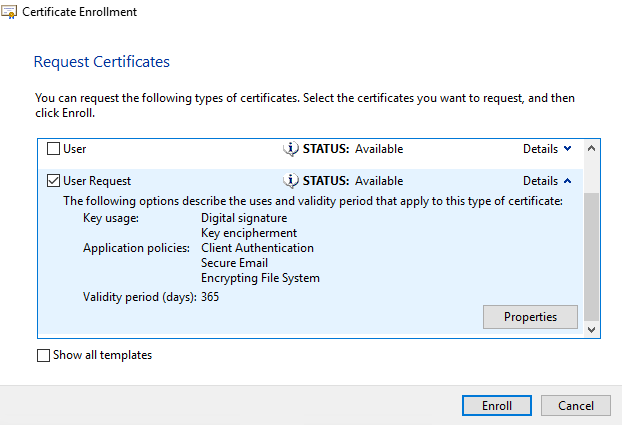 Certificate Enrollment
Request Certificates
You can request the following types of certificates. Select the certificates you want to request, and then
click Enroll.
User STATUS: Available Details
User Request STATUS: Available Details
The following options describe the uses and validity period that apply to this type of certificate:
Key usage: Digital signature
Key encipherment
Application policies: Client Authentication
Secure Email
Encrypting File System
Validity period (days): 365
Properties
Show all templates
Enroll Cancel